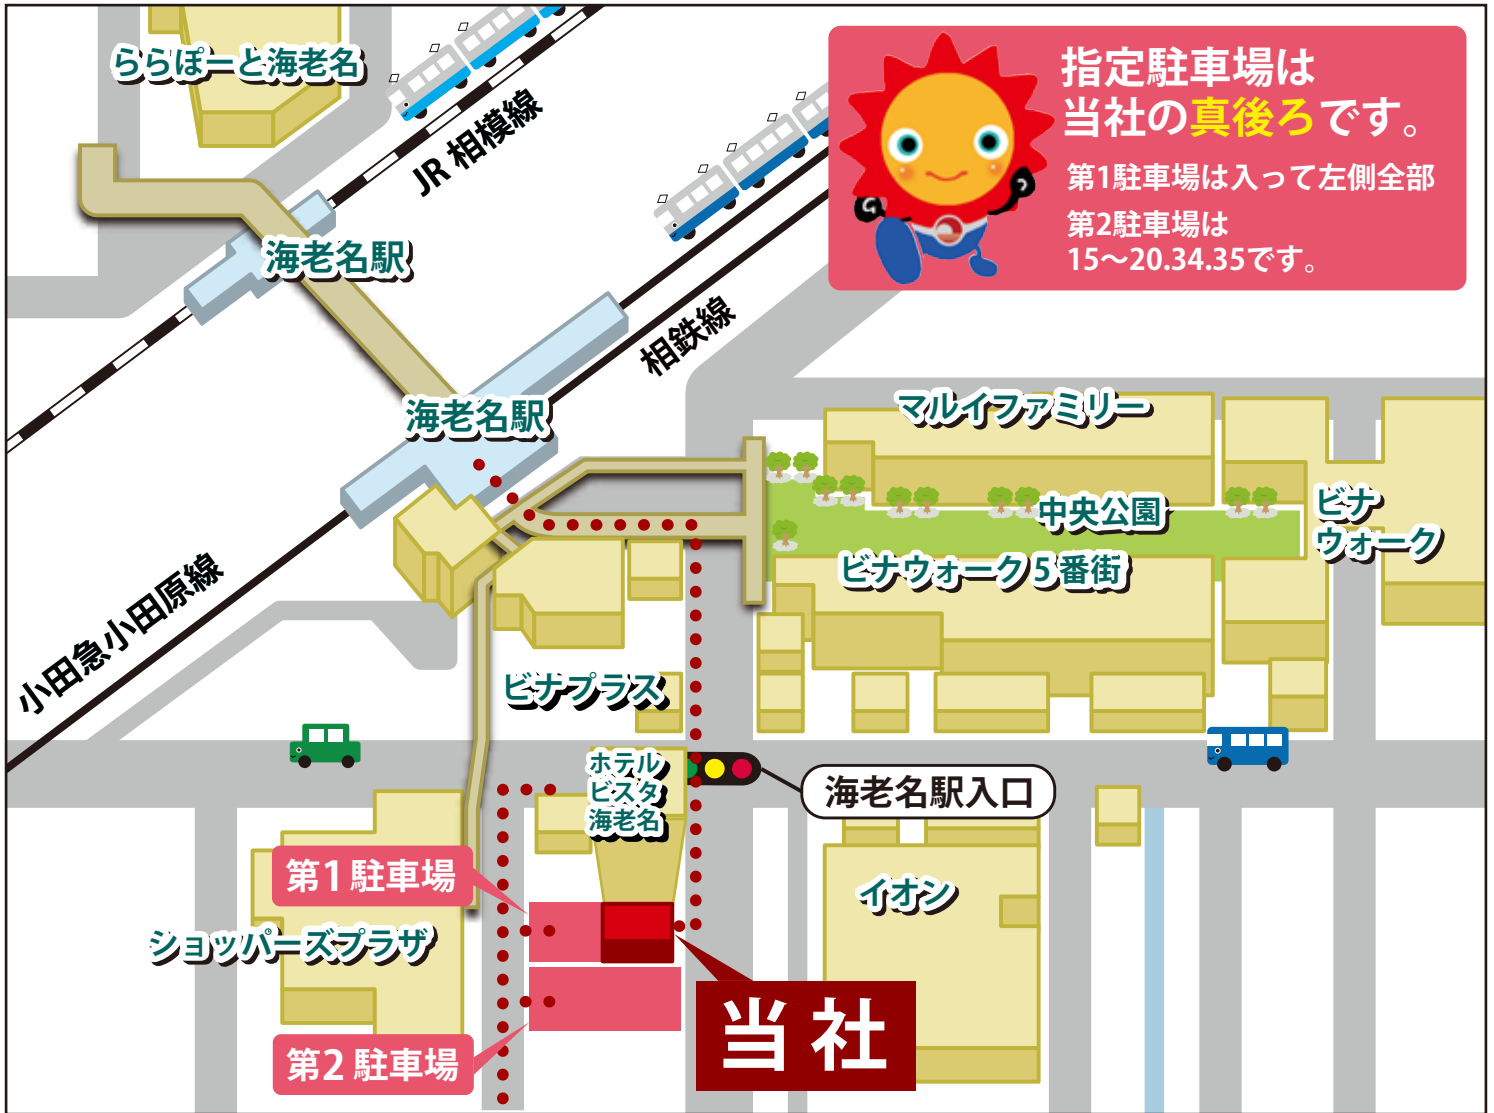 ららぽーと海老名
JR 相模線
指定駐車場は
当社の真後ろです。
第1駐車場は入って左側全部
第2駐車場は
15〜20.34.35です。
海老名駅
相鉄線
海老名駅
マルイファミリー
中央公園
ビナ
ウォーク
ビナウォーク５番街
小田急小田原線
ビナプラス
ホテル
ビスタ
海老名
海老名駅入口
第1 駐車場
イオン
ショッパーズプラザ
当社
第2 駐車場